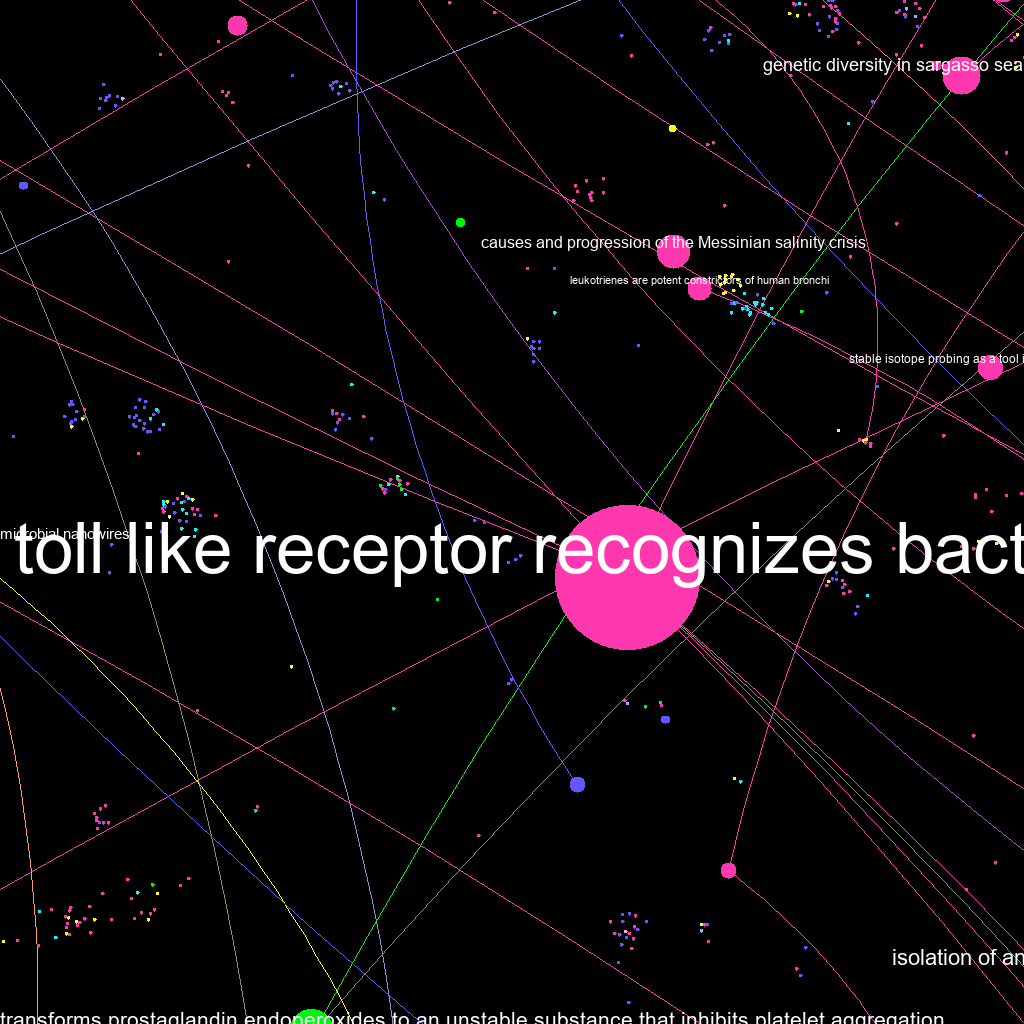 genetic diversity in sargasso sea
causes and progression of the Messinian salinity crisis
leukotrienes are potent constrictors of human bronchi
stable isotope probing as a tool i
microbial nanowires
toll like receptor recognizes bact
isolation of an
transforms prostaglandin endoperoxides to an unstable substance that inhibits platelet aggregation